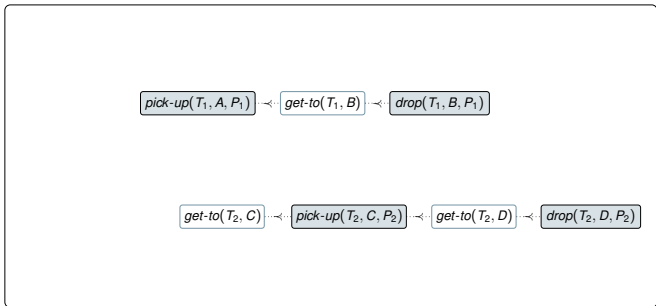 pick-up(T₁, A, P₁) ≺ get-to(T₁, B) ≺ drop(T₁, B, P₁)
get-to(T₂, C) ≺ pick-up(T₂, C, P₂) ≺ get-to(T₂, D) ≺ drop(T₂, D, P₂)